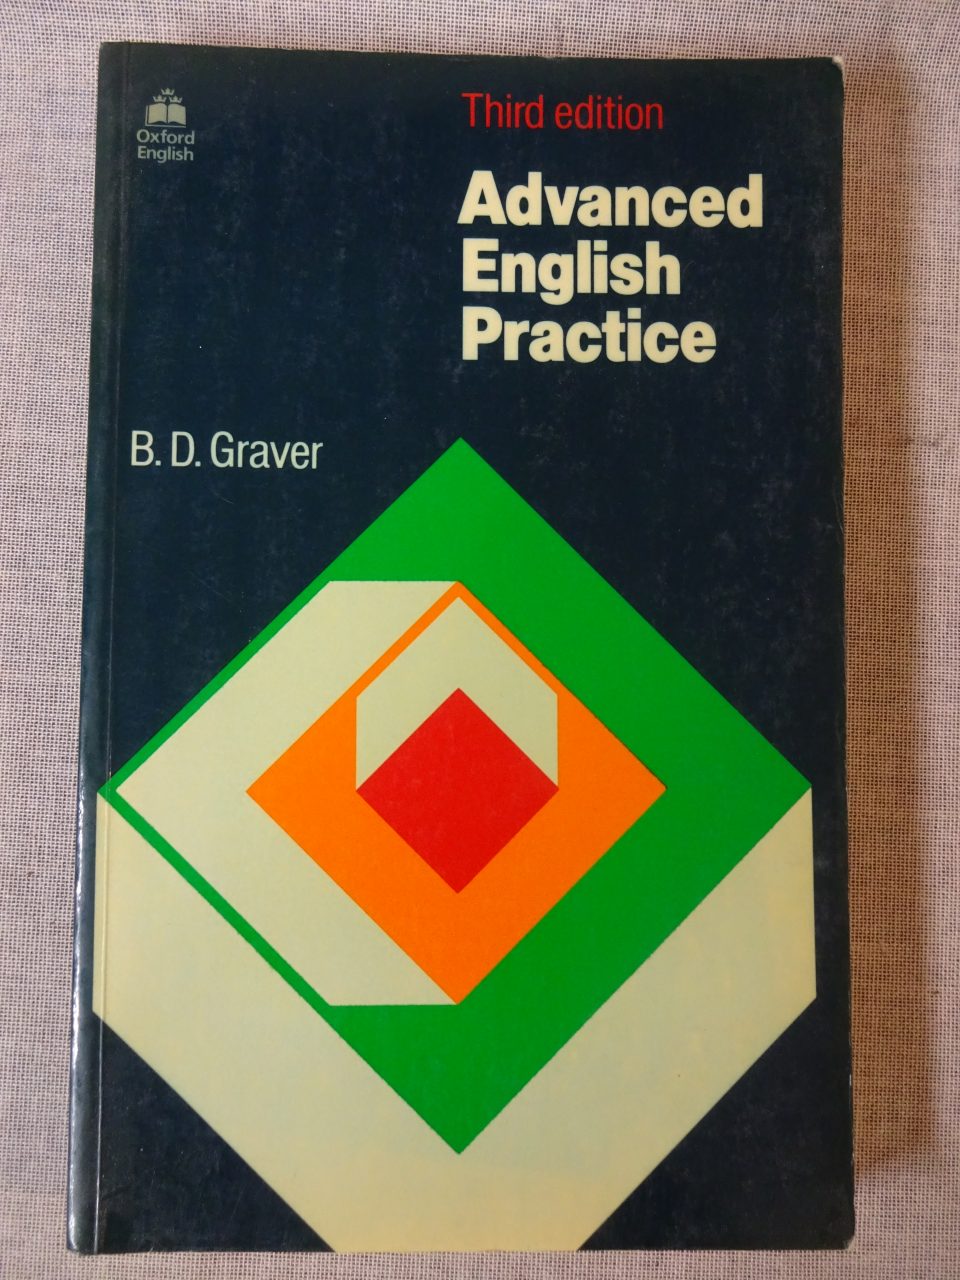 Oxford
English
Third edition
Advanced
English
Practice
B. D. Graver